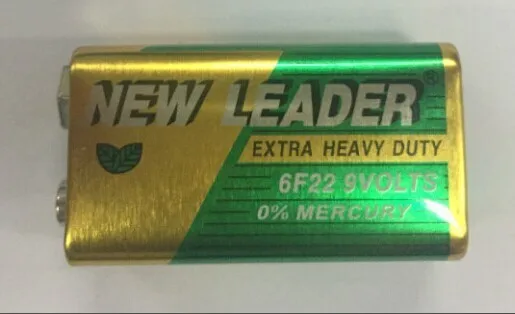 NEW LEADER®
EXTRA HEAVY DUTY
6F22 9VOLTS
0% MERCURY